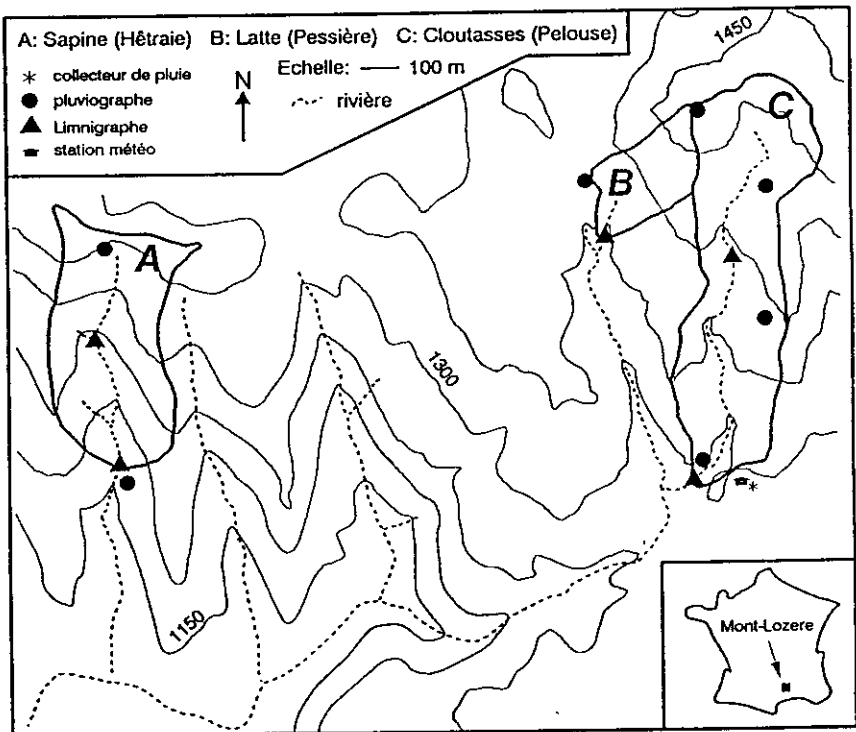 A: Sapine (Hêtraie) B: Latte (Pessière) C: Cloutasses (Pelouse)
* collecteur de pluie
pluviographe
Limnigraphe
station météo
N
Echelle: 100 m
rivière
1450
C
B
A
1300
1150
*
Mont-Lozere